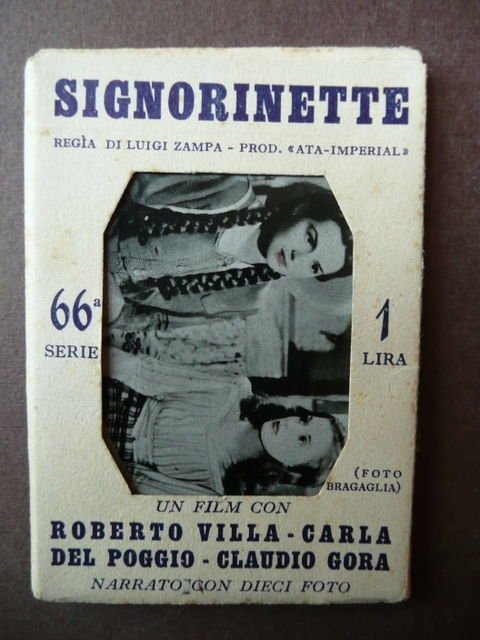 SIGNORINETTE
REGÌA DI LUIGI ZAMPA - PROD. «ATA-IMPERIAL»
66ª
SERIE
1
LIRA
(FOTO
BRAGAGLIA)
UN FILM CON
ROBERTO VILLA - CARLA
DEL POGGIO - CLAUDIO GORA
NARRATO CON DIECI FOTO